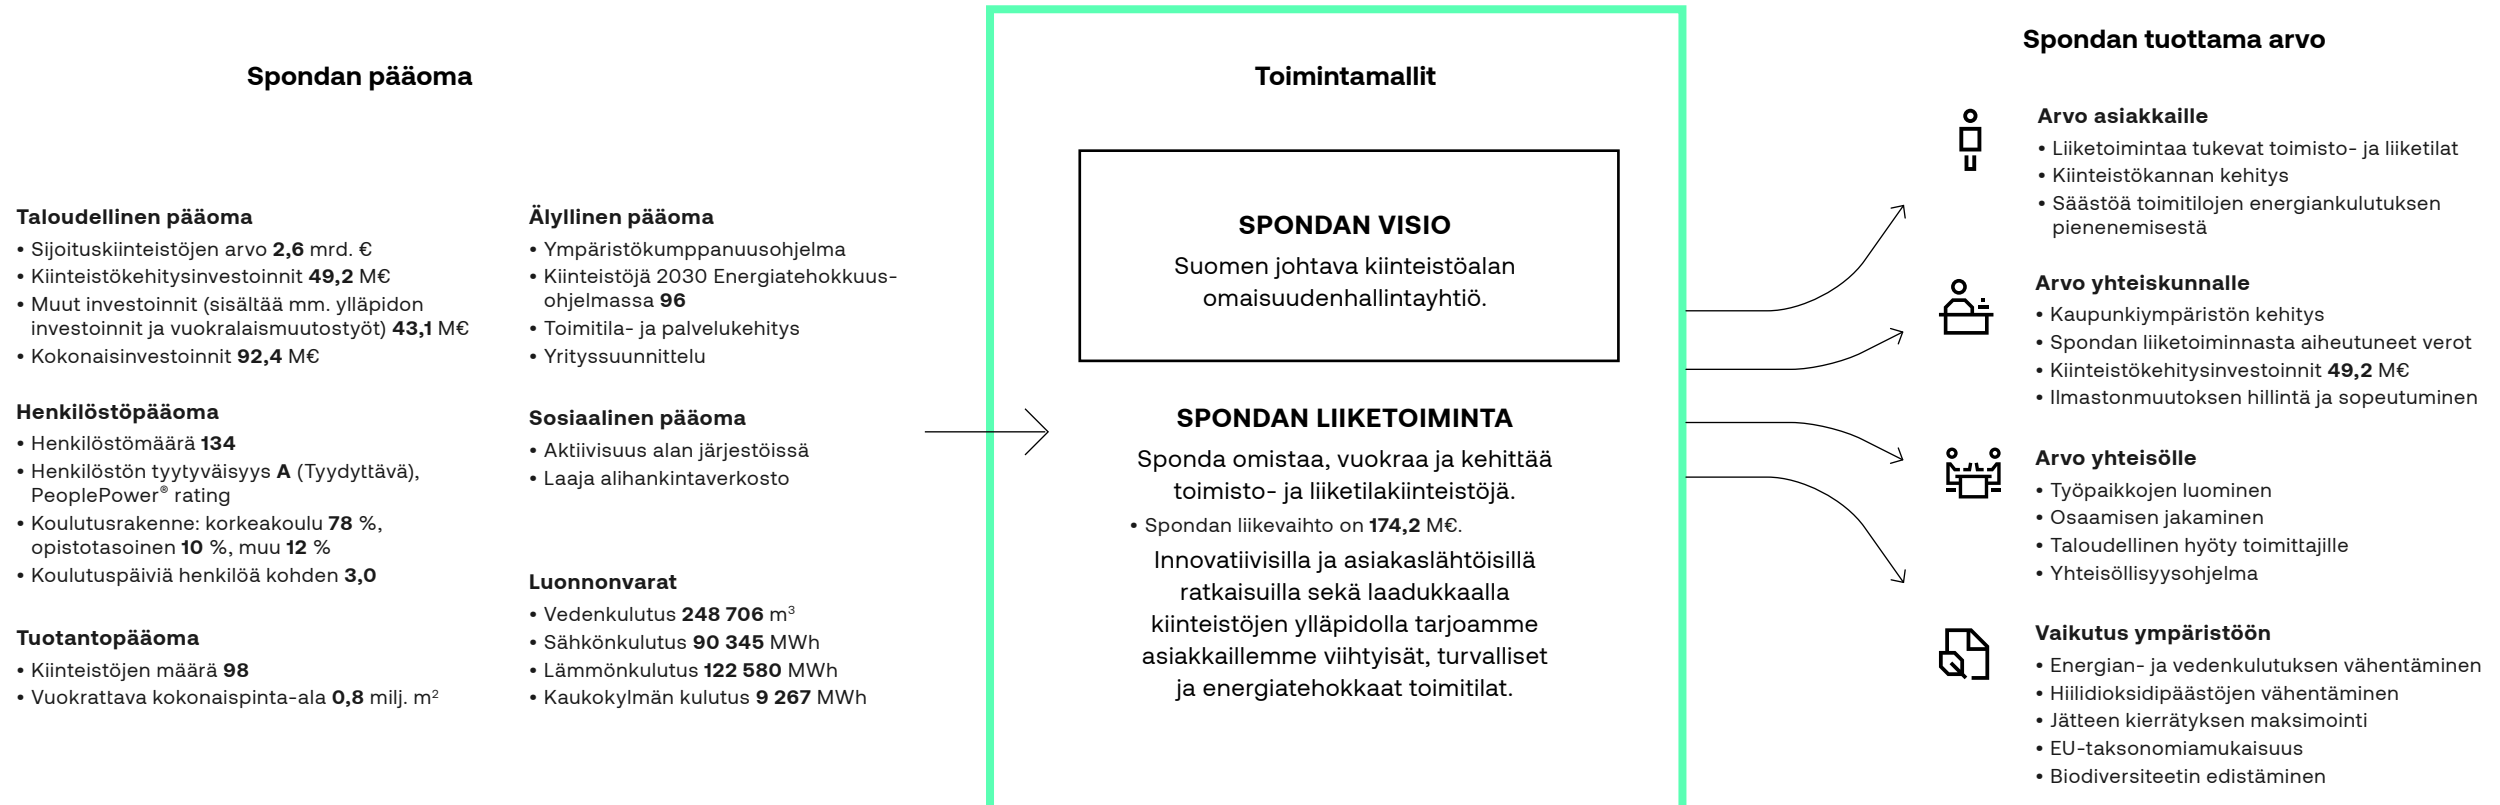 Spondan pääoma
Taloudellinen pääoma
• Sijoituskiinteistöjen arvo 2,6 mrd. €
• Kiinteistökehitysinvestoinnit 49,2 M€
• Muut investoinnit (sisältää mm. ylläpidon
investoinnit ja vuokralaismuutostyöt) 43,1 M€
• Kokonaisinvestoinnit 92,4 M€
Henkilöstöpääoma
• Henkilöstömäärä 134
• Henkilöstön tyytyväisyys A (Tyydyttävä),
PeoplePower® rating
• Koulutusrakenne: korkeakoulu 78 %,
opistotasoinen 10 %, muu 12 %
• Koulutuspäiviä henkilöä kohden 3,0
Tuotantopääoma
• Kiinteistöjen määrä 98
• Vuokrattava kokonaispinta-ala 0,8 milj. m²
Älyllinen pääoma
• Ympäristökumppanuusohjelma
• Kiinteistöjä 2030 Energiatehokkuus-
ohjelmassa 96
• Toimitila- ja palvelukehitys
• Yrityssuunnittelu
Sosiaalinen pääoma
• Aktiivisuus alan järjestöissä
• Laaja alihankintaverkosto
Luonnonvarat
• Vedenkulutus 248 706 m³
• Sähkönkulutus 90 345 MWh
• Lämmönkulutus 122 580 MWh
• Kaukokylmän kulutus 9 267 MWh
Toimintamallit
SPONDAN VISIO
Suomen johtava kiinteistöalan
omaisuudenhallintayhtiö.
SPONDAN LIIKETOIMINTA
Sponda omistaa, vuokraa ja kehittää
toimisto- ja liiketilakiinteistöjä.
• Spondan liikevaihto on 174,2 M€.
Innovatiivisilla ja asiakaslähtöisillä
ratkaisuilla sekä laadukkaalla
kiinteistöjen ylläpidolla tarjoamme
asiakkaillemme viihtyisät, turvalliset
ja energiatehokkaat toimitilat.
Spondan tuottama arvo
Arvo asiakkaille
• Liiketoimintaa tukevat toimisto- ja liiketilat
• Kiinteistökannan kehitys
• Säästöä toimitilojen energiankulutuksen
pienenemisestä
Arvo yhteiskunnalle
• Kaupunkiympäristön kehitys
• Spondan liiketoiminnasta aiheutuneet verot
• Kiinteistökehitysinvestoinnit 49,2 M€
• Ilmastonmuutoksen hillintä ja sopeutuminen
Arvo yhteisölle
• Työpaikkojen luominen
• Osaamisen jakaminen
• Taloudellinen hyöty toimittajille
• Yhteisöllisyysohjelma
Vaikutus ympäristöön
• Energian- ja vedenkulutuksen vähentäminen
• Hiilidioksidipäästöjen vähentäminen
• Jätteen kierrätyksen maksimointi
• EU-taksonomiamukaisuus
• Biodiversiteetin edistäminen